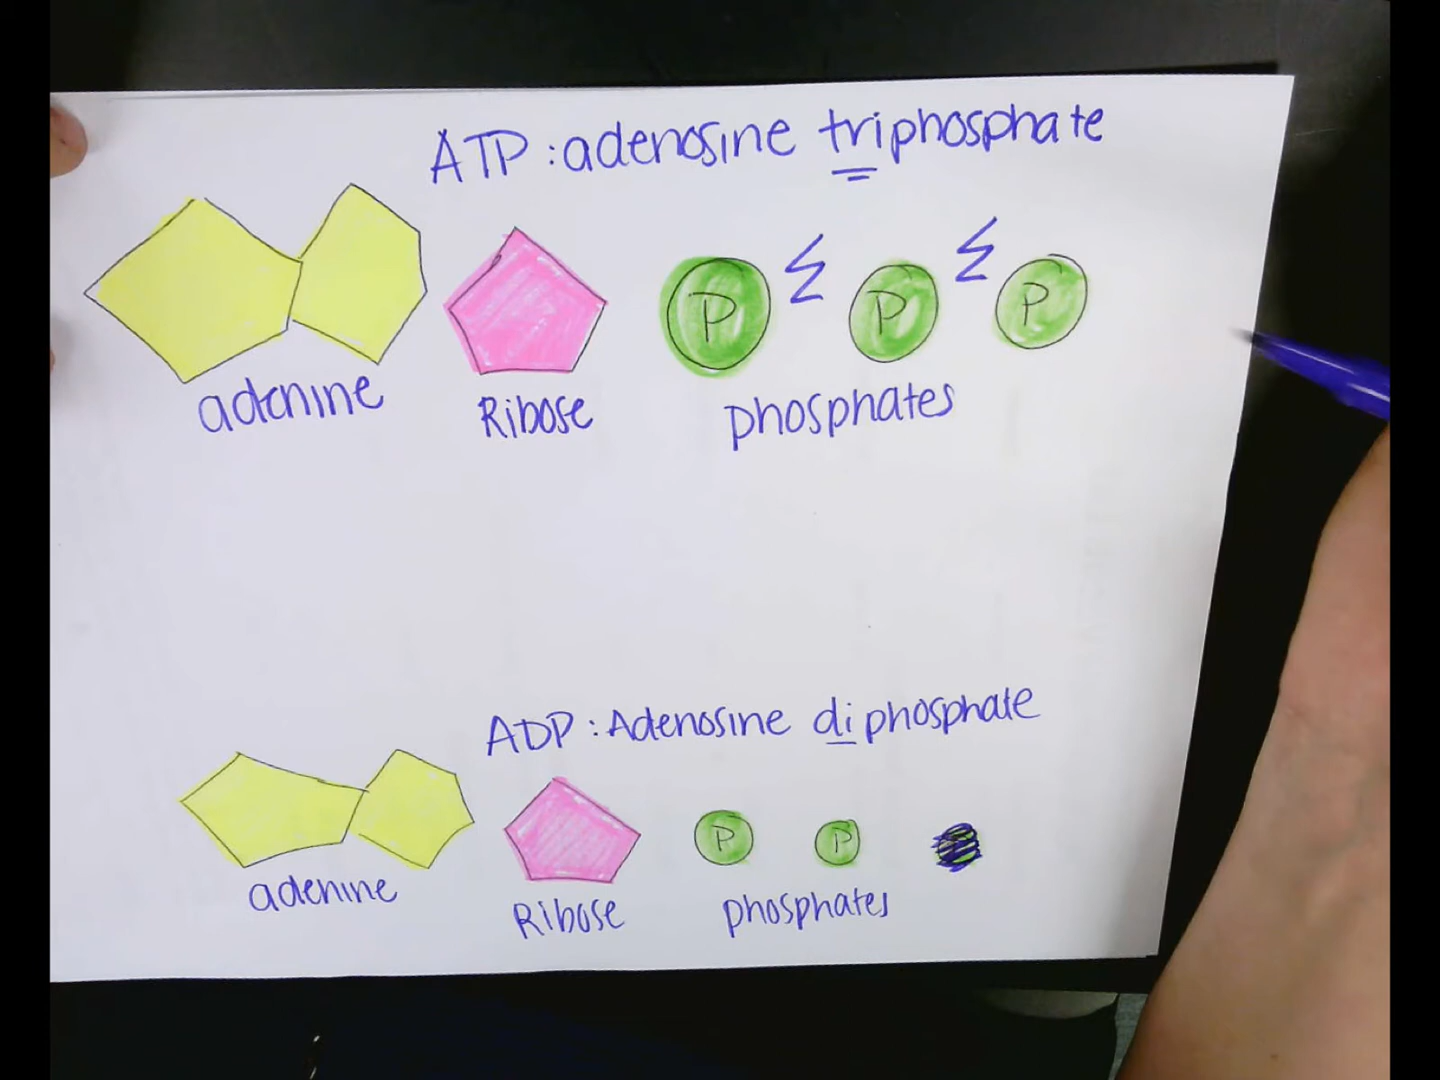 ATP : adenosine triphosphate
P P P
adenine Ribose phosphates
ADP : Adenosine diphosphate
P P
adenine Ribose phosphates